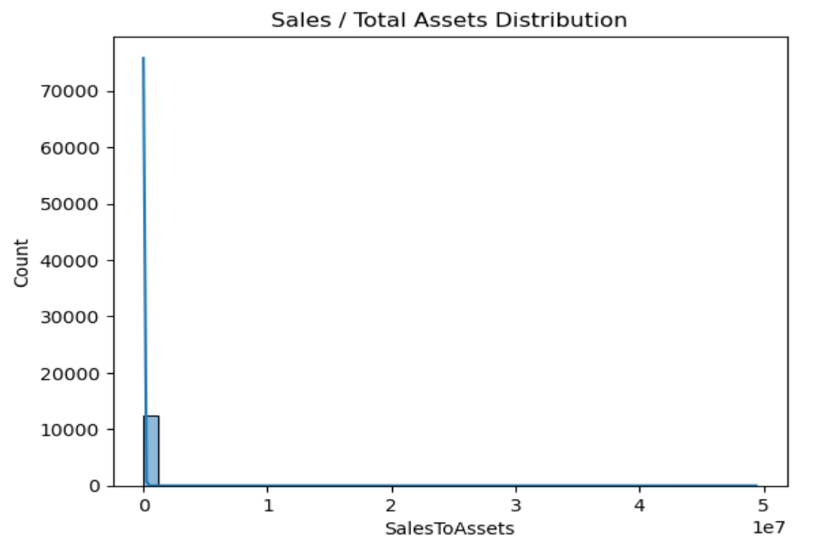 Sales / Total Assets Distribution
70000
60000
50000
40000
30000
20000
10000
0
Count
0 1 2 3 4 5
1e7
SalesToAssets